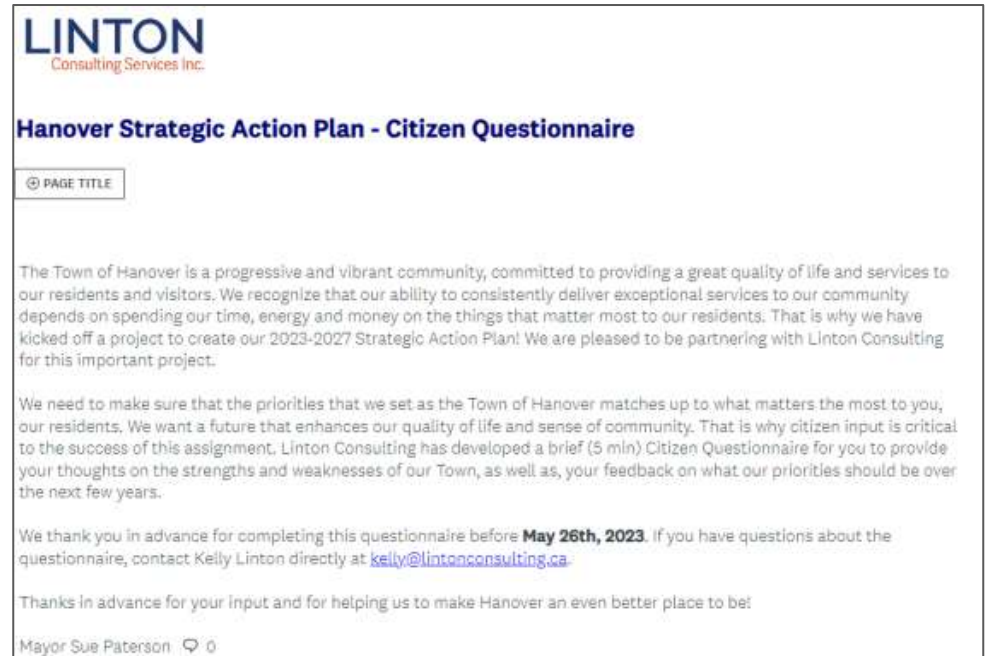 LINTON
Consulting Services Inc.
Hanover Strategic Action Plan - Citizen Questionnaire
⊕ PAGE TITLE
The Town of Hanover is a progressive and vibrant community, committed to providing a great quality of life and services to
our residents and visitors. We recognize that our ability to consistently deliver exceptional services to our community
depends on spending our time, energy and money on the things that matter most to our residents. That is why we have
kicked off a project to create our 2023-2027 Strategic Action Plan! We are pleased to be partnering with Linton Consulting
for this important project.
We need to make sure that the priorities that we set as the Town of Hanover matches up to what matters the most to you,
our residents. We want a future that enhances our quality of life and sense of community. That is why citizen input is critical
to the success of this assignment. Linton Consulting has developed a brief (5 min) Citizen Questionnaire for you to provide
your thoughts on the strengths and weaknesses of our Town, as well as, your feedback on what our priorities should be over
the next few years.
We thank you in advance for completing this questionnaire before May 26th, 2023. If you have questions about the
questionnaire, contact Kelly Linton directly at kelly@lintonconsulting.ca.
Thanks in advance for your input and for helping us to make Hanover an even better place to be!
Mayor Sue Paterson 0